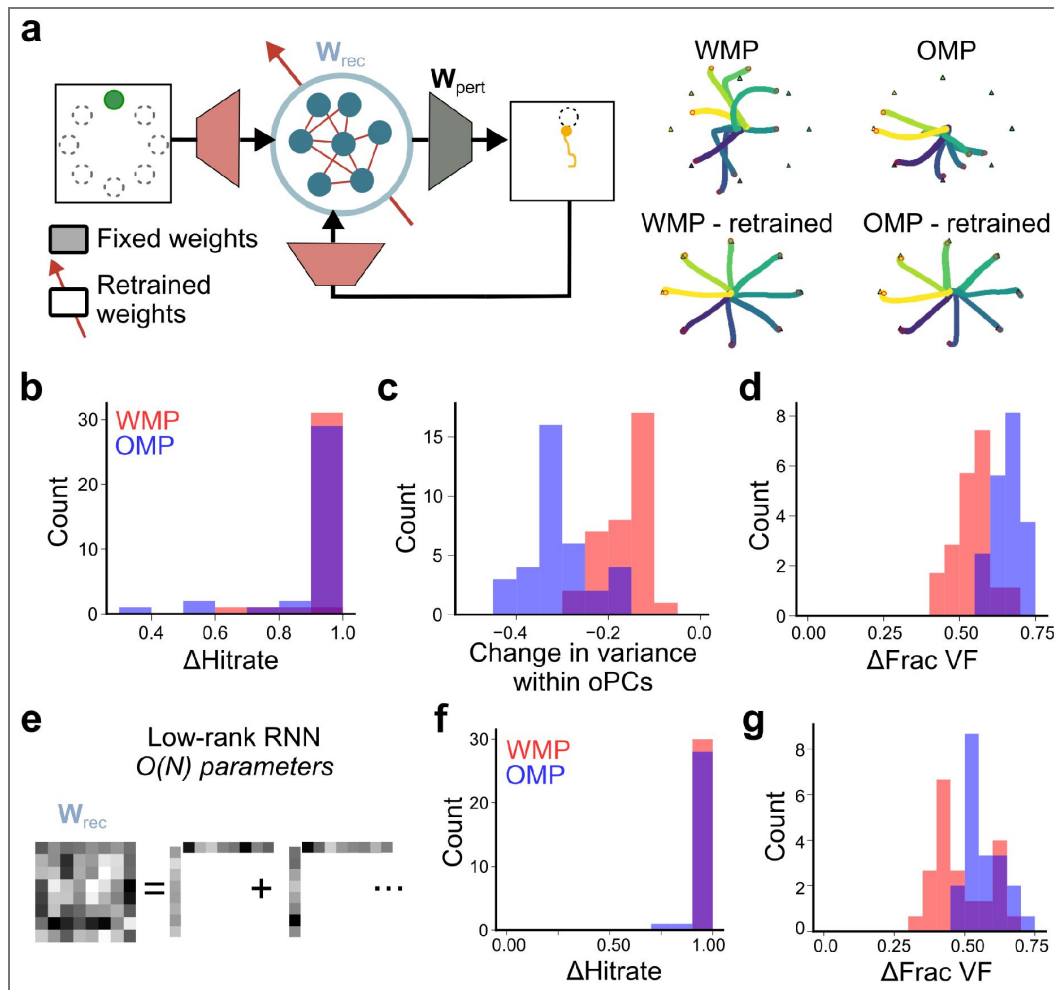 a
W_rec
W_pert
Fixed weights
Retrained
weights
WMP
OMP
WMP - retrained
OMP - retrained
b
WMP
OMP
Count
30
20
10
0
0.4
0.6
0.8
1.0
ΔHitrate
c
Count
15
10
5
0
−0.4
−0.2
0.0
Change in variance
within oPCs
d
Count
8
6
4
2
0
0.00
0.25
0.50
0.75
ΔFrac VF
e
Low-rank RNN
O(N) parameters
W_rec
=
+
...
f
WMP
OMP
Count
30
20
10
0
0.00
0.50
1.00
ΔHitrate
g
Count
8
6
4
2
0
0.0
0.25
0.50
0.75
ΔFrac VF